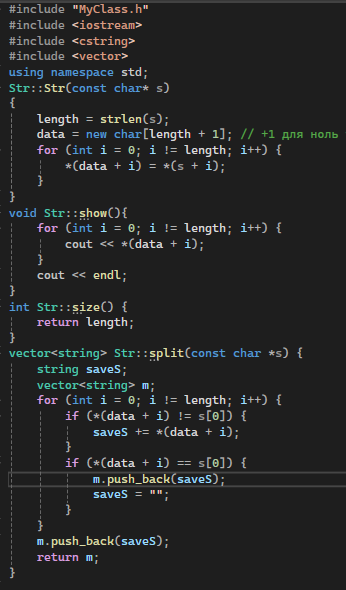 #include "MyClass.h"
#include <iostream>
#include <cstring>
#include <vector>
using namespace std;
Str::Str(const char* s)
{
    length = strlen(s);
    data = new char[length + 1]; // +1 для ноль
    for (int i = 0; i != length; i++) {
        *(data + i) = *(s + i);
    }
}
void Str::show(){
    for (int i = 0; i != length; i++) {
        cout << *(data + i);
    }
    cout << endl;
}
int Str::size() {
    return length;
}
vector<string> Str::split(const char *s) {
    string saveS;
    vector<string> m;
    for (int i = 0; i != length; i++) {
        if (*(data + i) != s[0]) {
            saveS += *(data + i);
        }
        if (*(data + i) == s[0]) {
            m.push_back(saveS);
            saveS = "";
        }
    }
    m.push_back(saveS);
    return m;
}